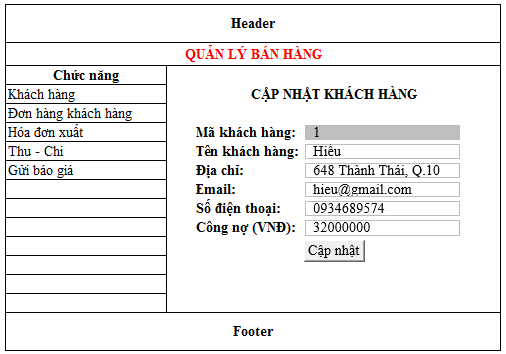 Header
QUẢN LÝ BÁN HÀNG
Chức năng
Khách hàng
Đơn hàng khách hàng
Hóa đơn xuất
Thu - Chi
Gửi báo giá
CẬP NHẬT KHÁCH HÀNG
Mã khách hàng: 1
Tên khách hàng: Hiêu
Địa chỉ: 648 Thành Thái, Q.10
Email: hieu@gmail.com
Số điện thoại: 0934689574
Công nợ (VNĐ): 32000000
Cập nhật
Footer